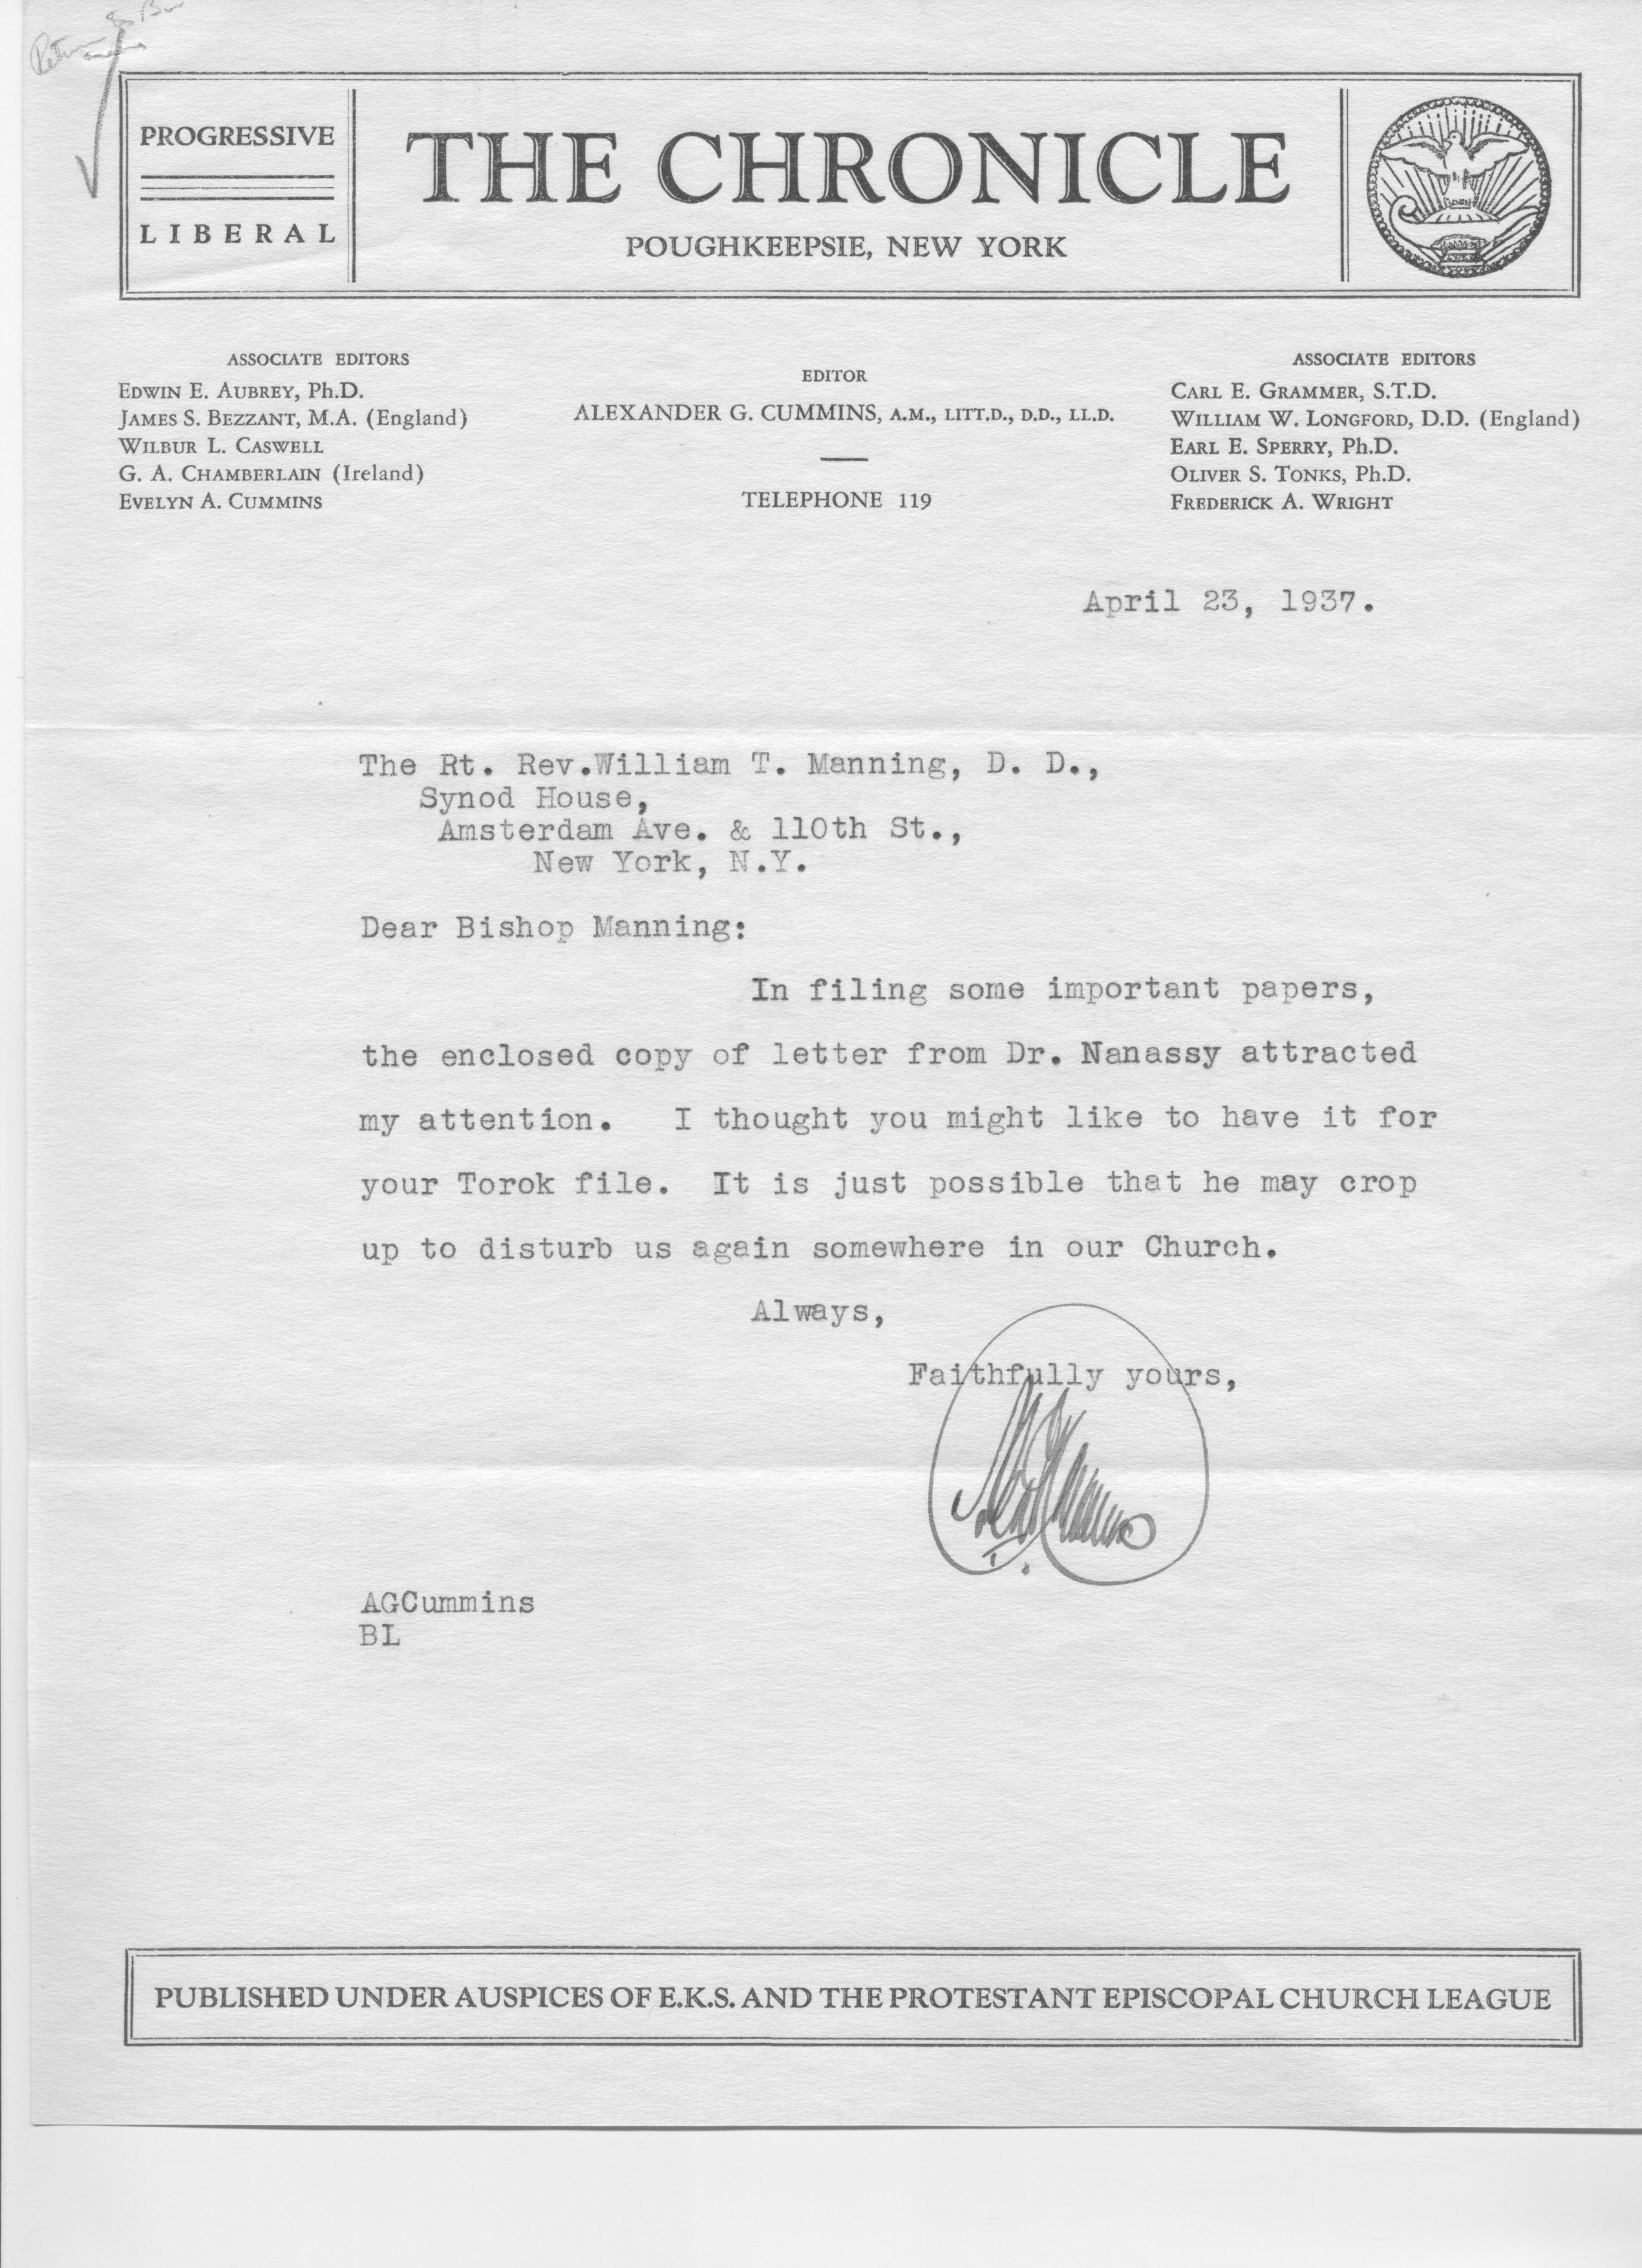 PROGRESSIVE
LIBERAL
THE CHRONICLE
POUGHKEEPSIE, NEW YORK
ASSOCIATE EDITORS
EDWIN E. AUBREY, Ph.D.
JAMES S. BEZZANT, M.A. (England)
WILBUR L. CASWELL
G. A. CHAMBERLAIN (Ireland)
EVELYN A. CUMMINS
EDITOR
ALEXANDER G. CUMMINS, A.M., LITT.D., D.D., LL.D.
TELEPHONE 119
ASSOCIATE EDITORS
CARL E. GRAMMER, S.T.D.
WILLIAM W. LONGFORD, D.D. (England)
EARL E. SPERRY, Ph.D.
OLIVER S. TONKS, Ph.D.
FREDERICK A. WRIGHT
April 23, 1937.
The Rt. Rev.William T. Manning, D. D.,
Synod House,
Amsterdam Ave. & 110th St.,
New York, N.Y.
Dear Bishop Manning:
In filing some important papers,
the enclosed copy of letter from Dr. Nanassy attracted
my attention. I thought you might like to have it for
your Torok file. It is just possible that he may crop
up to disturb us again somewhere in our Church.
Always,
Faithfully yours,
AGCummins
BL
PUBLISHED UNDER AUSPICES OF E.K.S. AND THE PROTESTANT EPISCOPAL CHURCH LEAGUE